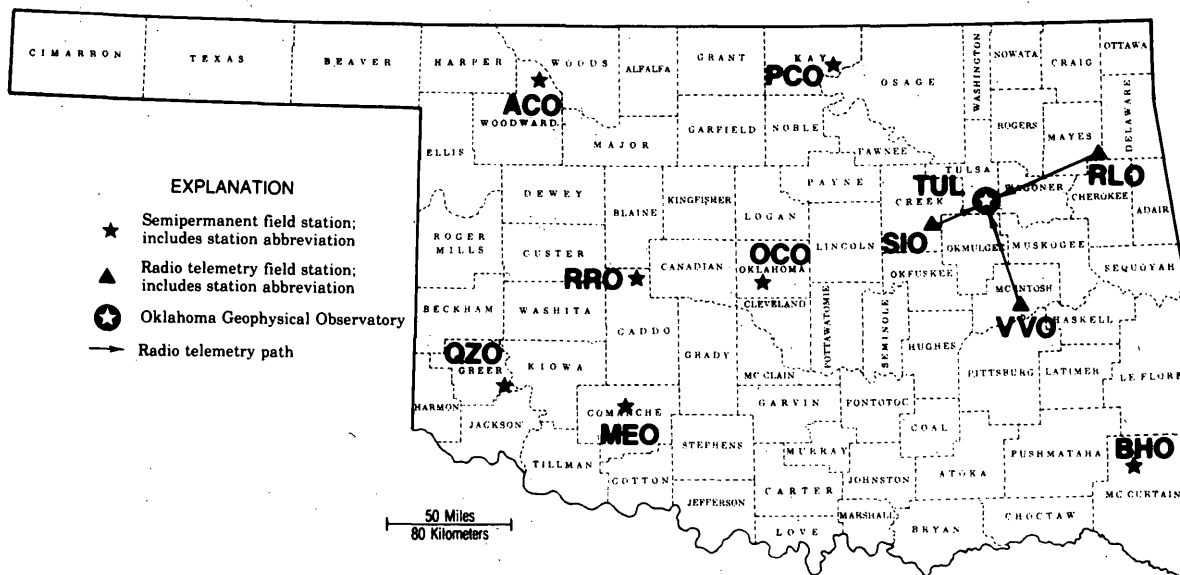 CIMARRON
TEXAS
BEAVER
HARPER
WOODS
ALFALFA
GRANT
KAY
PCO
OSAGE
WASHINGTON
NOWATA
CRAIG
OTTAWA
DELAWARE
ACO
WOODWARD
ELLIS
MAJOR
GARFIELD
NOBLE
PAWNEE
ROGERS
MAYES
RLO
EXPLANATION
Semipermanent field station;
includes station abbreviation
Radio telemetry field station;
includes station abbreviation
Oklahoma Geophysical Observatory
Radio telemetry path
DEWEY
BLAINE
KINGFISHER
LOGAN
PAYNE
CREEK
TULSA
TUL
WAGONER
CHEROKEE
ADAIR
ROGER
MILLS
CUSTER
RRO
CANADIAN
OCO
OKLAHOMA
CLEVELAND
LINCOLN
SIO
OKMULGEE
MUSKOGEE
SEQUOYAH
OKFUSKEE
MCINTOSH
VVO
HASKELL
BECKHAM
WASHITA
CADDO
GRADY
MC CLAIN
POTTAWATOMIE
SEMINOLE
HUGHES
PITTSBURG
LATIMER
LE FLORE
QZO
GREER
KIOWA
HARMON
JACKSON
COMANCHE
MEO
GARVIN
PONTOTOC
COAL
STEPHENS
MURRAY
TILLMAN
COTTON
JEFFERSON
CARTER
JOHNSTON
ATOKA
PUSHMATAHA
BHO
MC CURTAIN
LOVE
MARSHALL
BRYAN
CHOCTAW
50 Miles
80 Kilometers